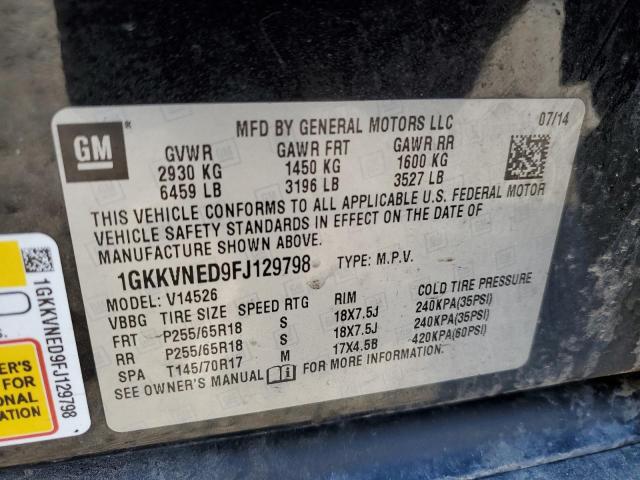 GM
MFD BY GENERAL MOTORS LLC
07/14
GVWR GAWR FRT GAWR RR
2930 KG 1450 KG 1600 KG
6459 LB 3196 LB 3527 LB
THIS VEHICLE CONFORMS TO ALL APPLICABLE U.S. FEDERAL MOTOR
VEHICLE SAFETY STANDARDS IN EFFECT ON THE DATE OF
MANUFACTURE SHOWN ABOVE.
1GKKVNED9FJ129798 TYPE: M.P.V.
MODEL: V14526
VBBG TIRE SIZE SPEED RTG RIM COLD TIRE PRESSURE
FRT P255/65R18 S 18X7.5J 240KPA(35PSI)
RR P255/65R18 S 18X7.5J 240KPA(35PSI)
SPA T145/70R17 M 17X4.5B 420KPA(60PSI)
SEE OWNER'S MANUAL FOR MORE INFORMATION.
1GKKVNED9FJ129798
ER'S
FOR
ONAL
ATION